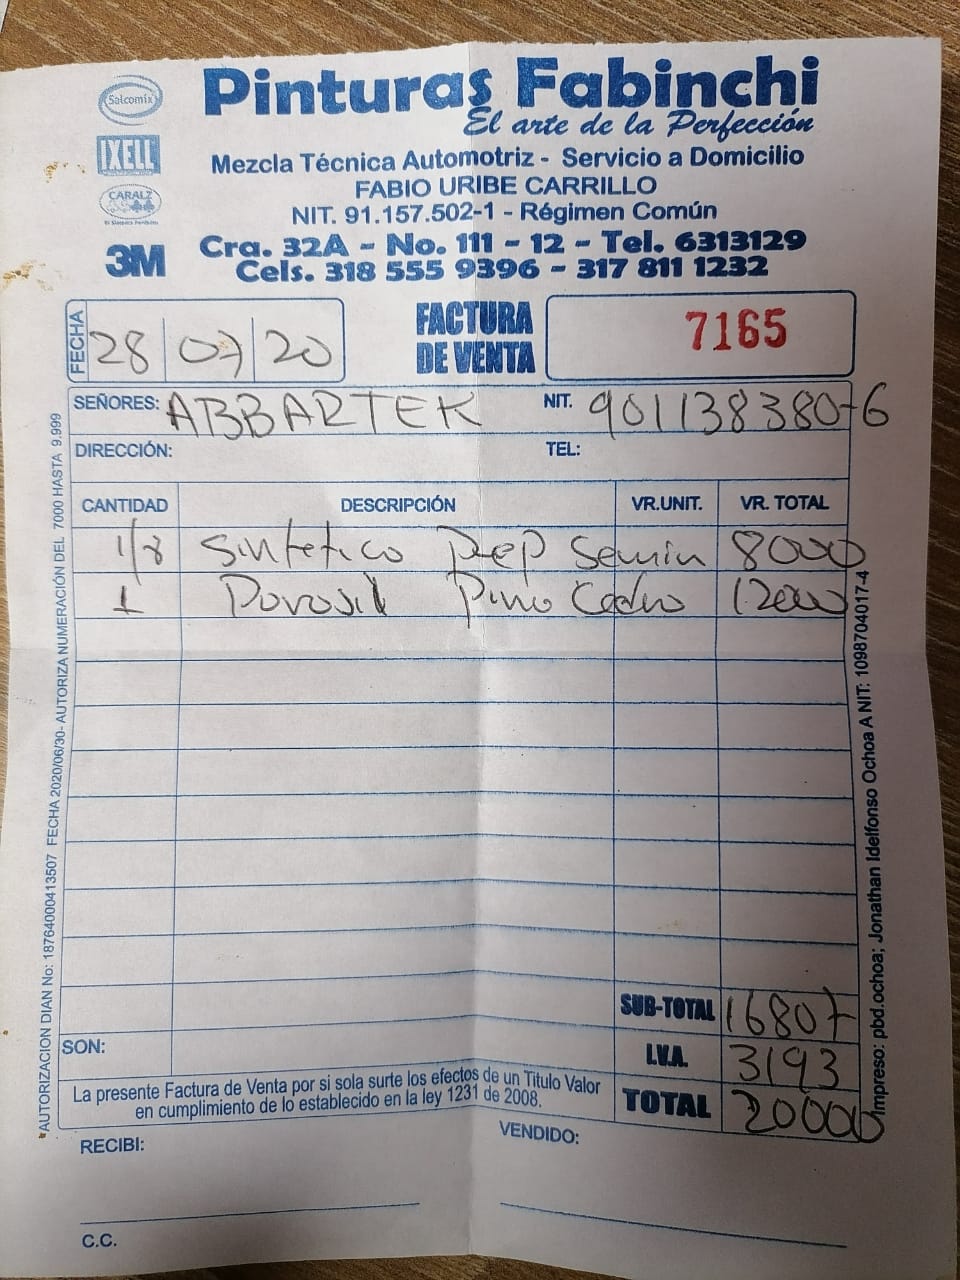 Salcomix
Pinturas Fabinchi
El arte de la Perfección
IXELL
Mezcla Técnica Automotriz - Servicio a Domicilio
CARALZ
FABIO URIBE CARRILLO
NIT. 91.157.502-1 - Régimen Común
3M
Cra. 32A - No. 111 - 12 - Tel. 6313129
Cels. 318 555 9396 - 317 811 1232
FECHA 28 07 20
FACTURA DE VENTA 7165
SEÑORES: ABBARTEK NIT. 901138380-6
DIRECCIÓN: TEL:
CANTIDAD DESCRIPCIÓN VR.UNIT. VR. TOTAL
1/8 Sintetico Prep 8000
1 Porosil Pino Cedro 12000
SUB-TOTAL 16807
SON: I.V.A. 3193
La presente Factura de Venta por si sola surte los efectos de un Titulo Valor
en cumplimiento de lo establecido en la ley 1231 de 2008.
TOTAL 20000
RECIBI: VENDIDO:
C.C.
*AUTORIZACION DIAN No: 18764000413507 FECHA 2020/06/30- AUTORIZA NUMERACIÓN DEL 7000 HASTA 9.999
Impreso: pbd.ochoa; Jonathan Idelfonso Ochoa A NIT: 1098704017-4